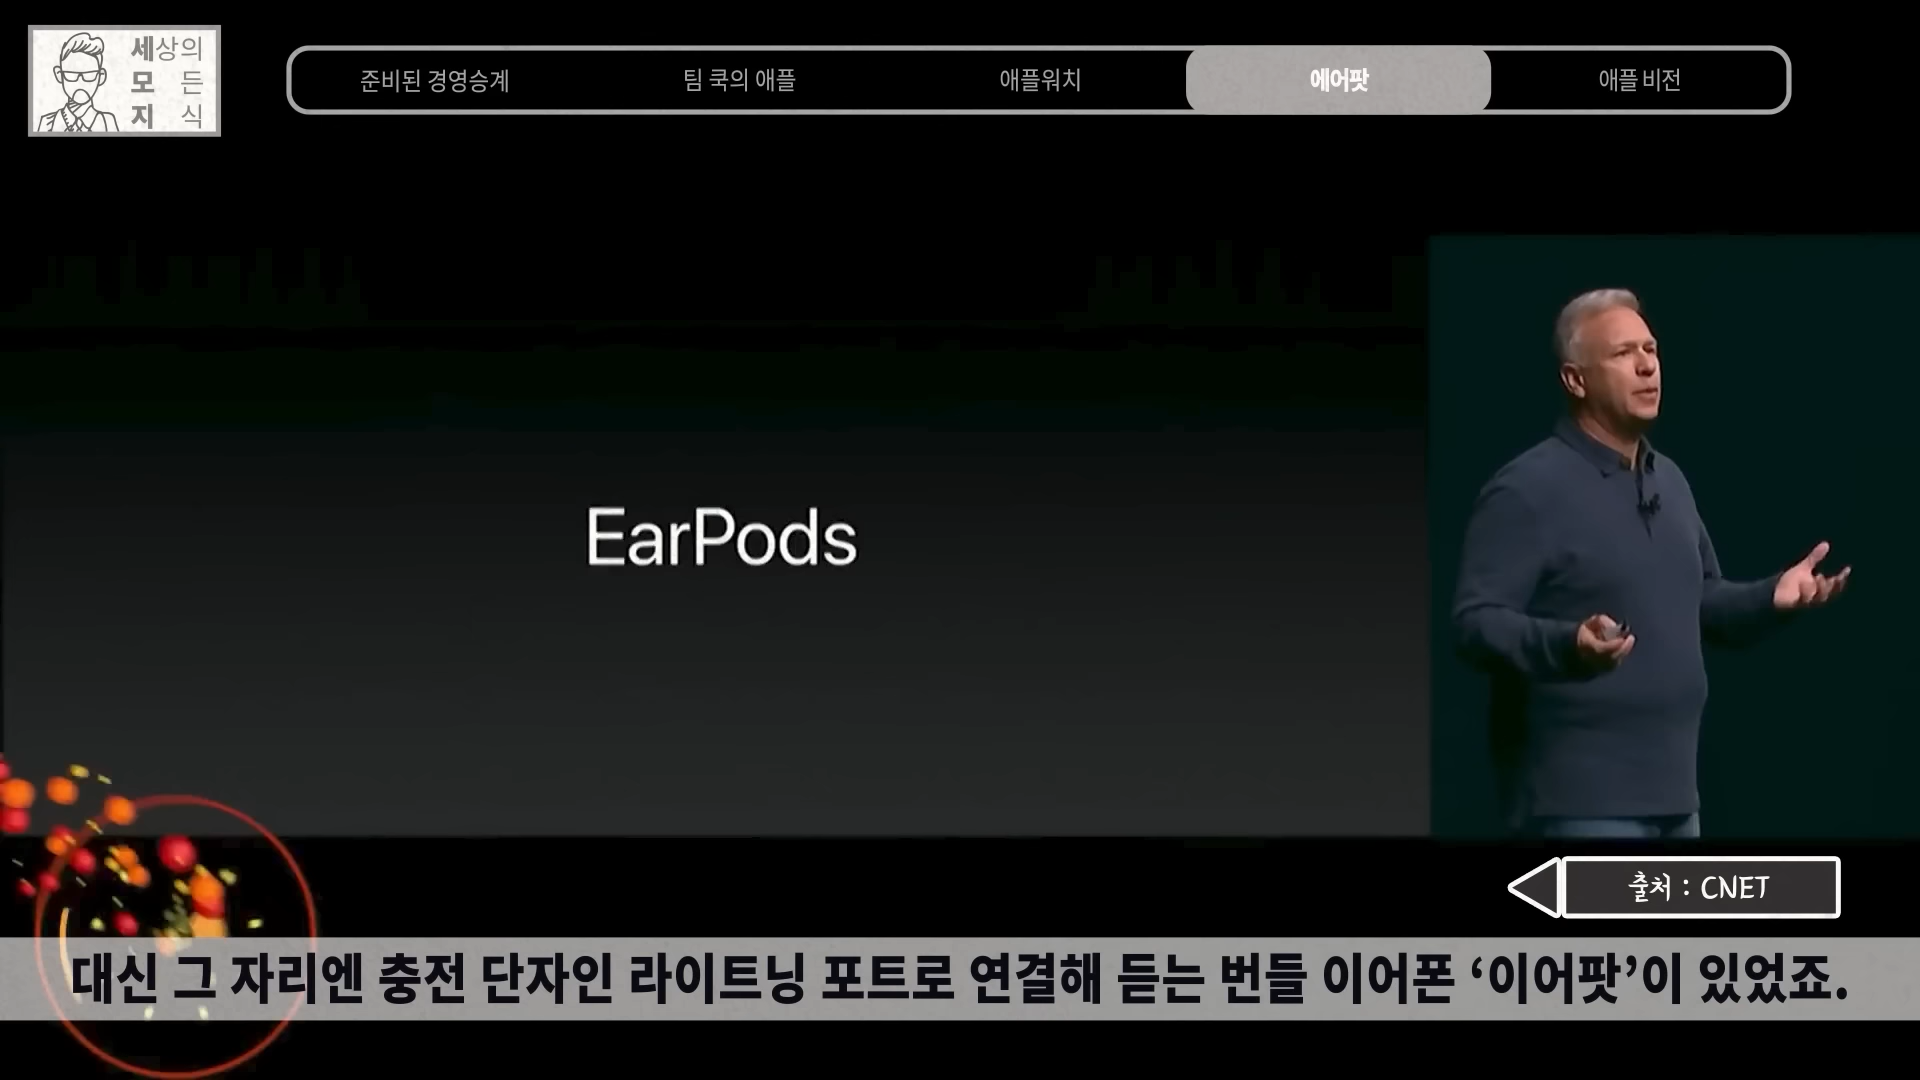 세상의
모든
지식
준비된 경영승계
팀 쿡의 애플
애플워치
에어팟
애플 비전
EarPods
출처 : CNET
대신 그 자리엔 충전 단자인 라이트닝 포트로 연결해 듣는 번들 이어폰 ‘이어팟’이 있었죠.